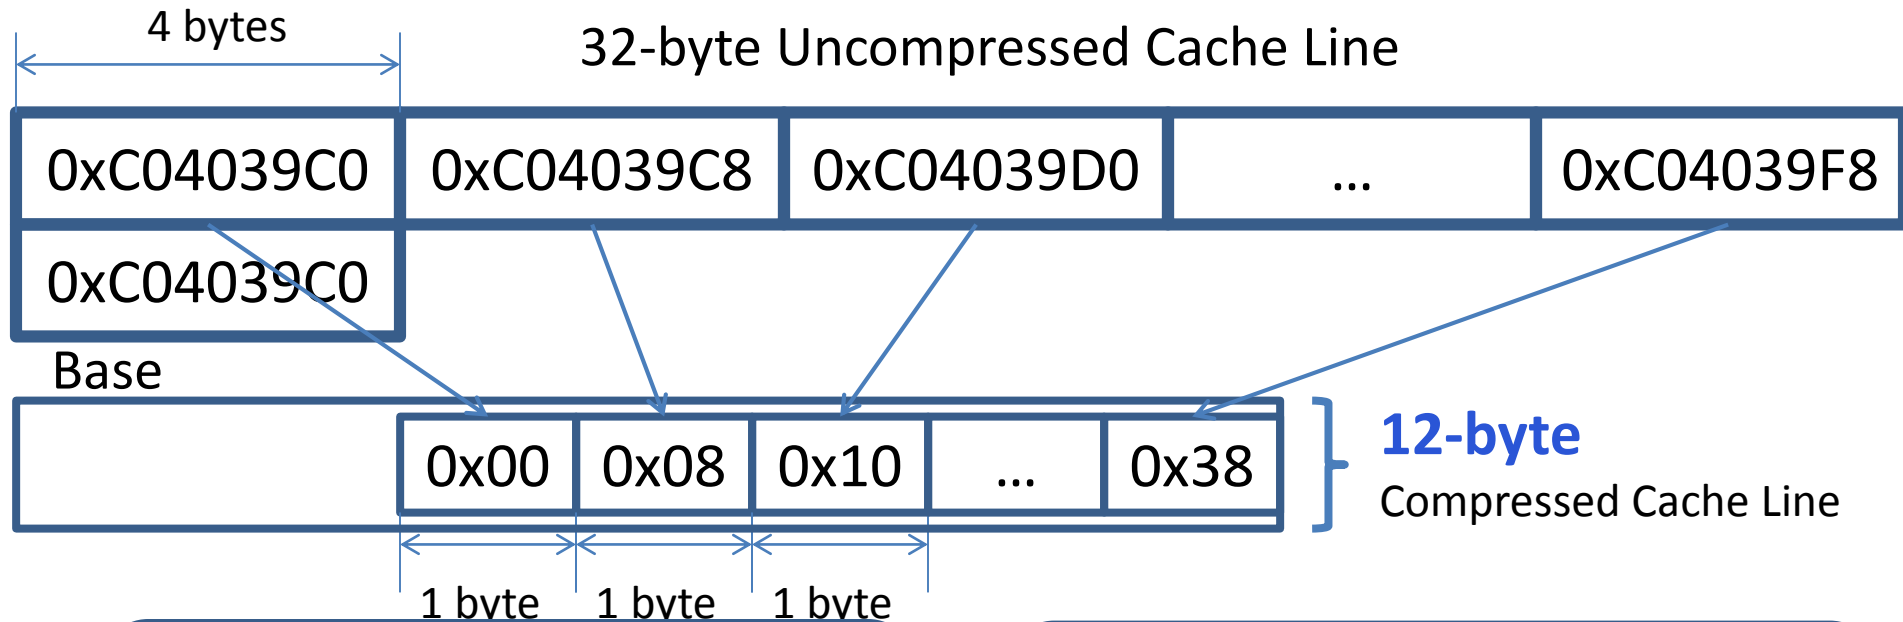 4 bytes
32-byte Uncompressed Cache Line
0xC04039C0 0xC04039C8 0xC04039D0 ... 0xC04039F8
0xC04039C0
Base
0x00 0x08 0x10 ... 0x38
12-byte
Compressed Cache Line
1 byte 1 byte 1 byte